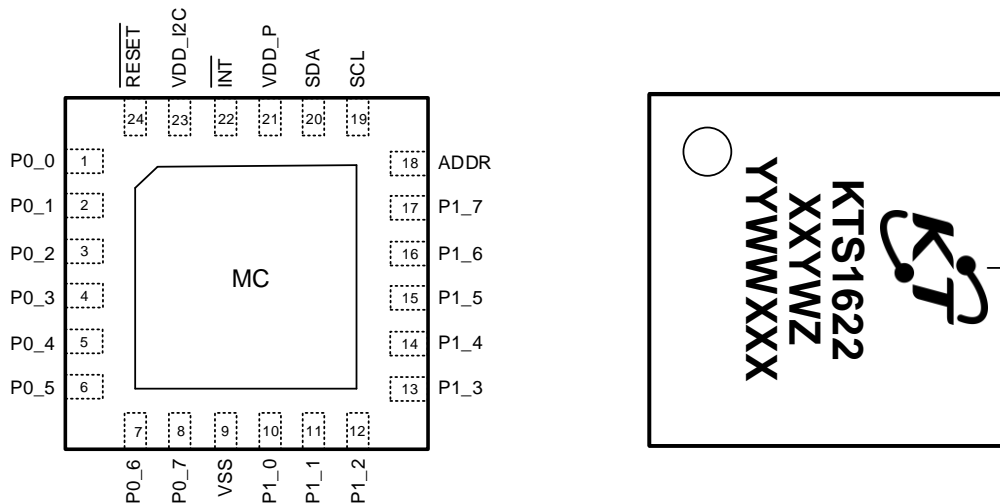 RESET
VDD_I2C
INT
VDD_P
SDA
SCL
24
23
22
21
20
19
P0_0 1
P0_1 2
P0_2 3
P0_3 4
P0_4 5
P0_5 6
MC
18 ADDR
17 P1_7
16 P1_6
15 P1_5
14 P1_4
13 P1_3
7
8
9
10
11
12
P0_6
P0_7
VSS
P1_0
P1_1
P1_2
KT
KTS1622
XXYWZ
YYWWXXX